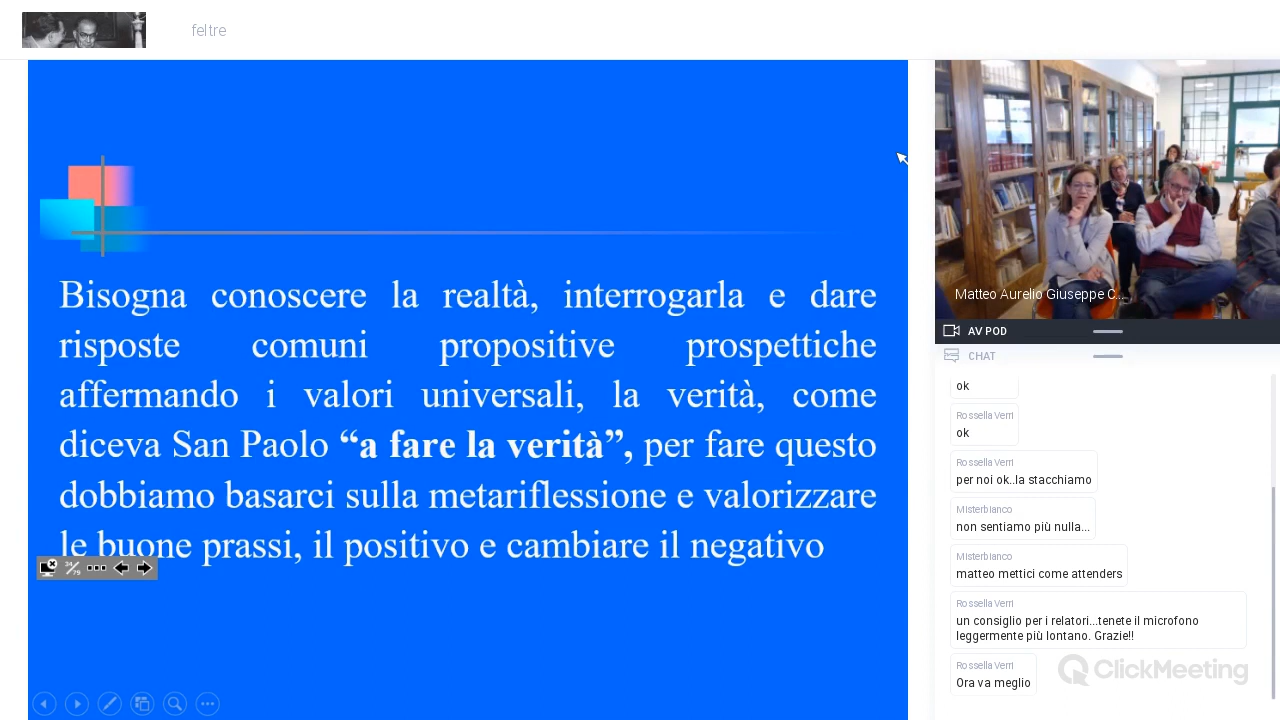 feltre
Bisogna conoscere la realtà, interrogarla e dare
risposte comuni propositive prospettiche
affermando i valori universali, la verità, come
diceva San Paolo “a fare la verità”, per fare questo
dobbiamo basarci sulla metariflessione e valorizzare
le buone prassi, il positivo e cambiare il negativo
34/79
Matteo Aurelio Giuseppe C...
AV POD
CHAT
ok
Rossella Verri
ok
Rossella Verri
per noi ok..la stacchiamo
Misterbianco
non sentiamo più nulla...
Misterbianco
matteo mettici come attenders
Rossella Verri
un consiglio per i relatori...tenete il microfono
leggermente più lontano. Grazie!!
Rossella Verri
Ora va meglio
ClickMeeting